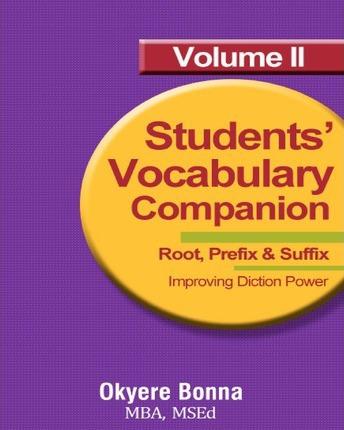 Volume II
Students'
Vocabulary
Companion
Root, Prefix & Suffix
Improving Diction Power
Okyere Bonna
MBA, MSEd